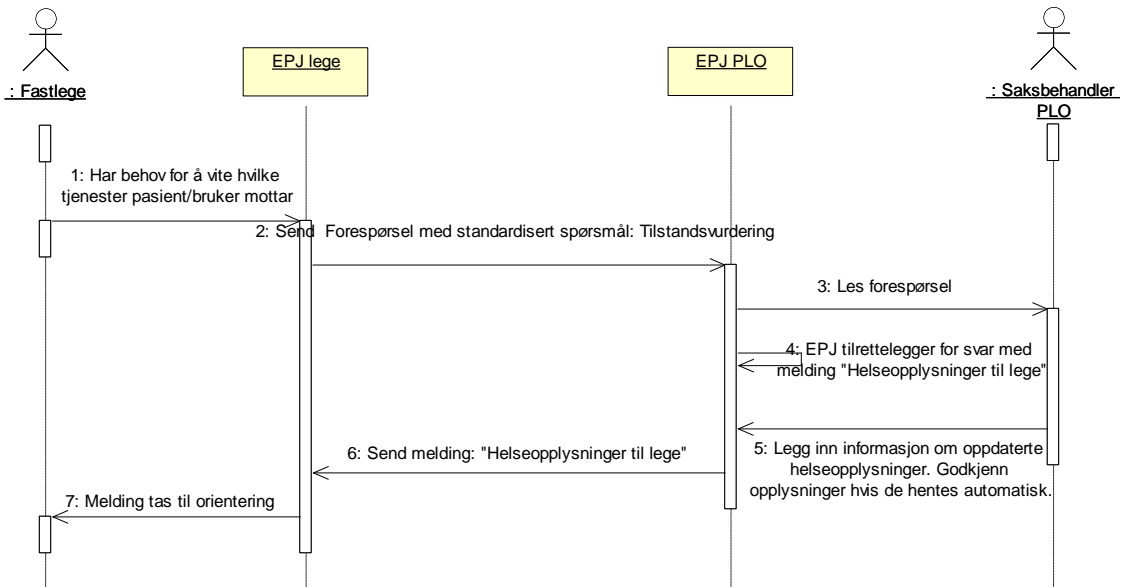 : Fastlege
EPJ lege
EPJ PLO
: Saksbehandler
PLO
1: Har behov for å vite hvilke
tjenester pasient/bruker mottar
2: Send Forespørsel med standardisert spørsmål: Tilstandsvurdering
3: Les forespørsel
4: EPJ tilrettelegger for svar med
melding "Helseopplysninger til lege"
5: Legg inn informasjon om oppdaterte
helseopplysninger. Godkjenn
opplysninger hvis de hentes automatisk.
6: Send melding: "Helseopplysninger til lege"
7: Melding tas til orientering